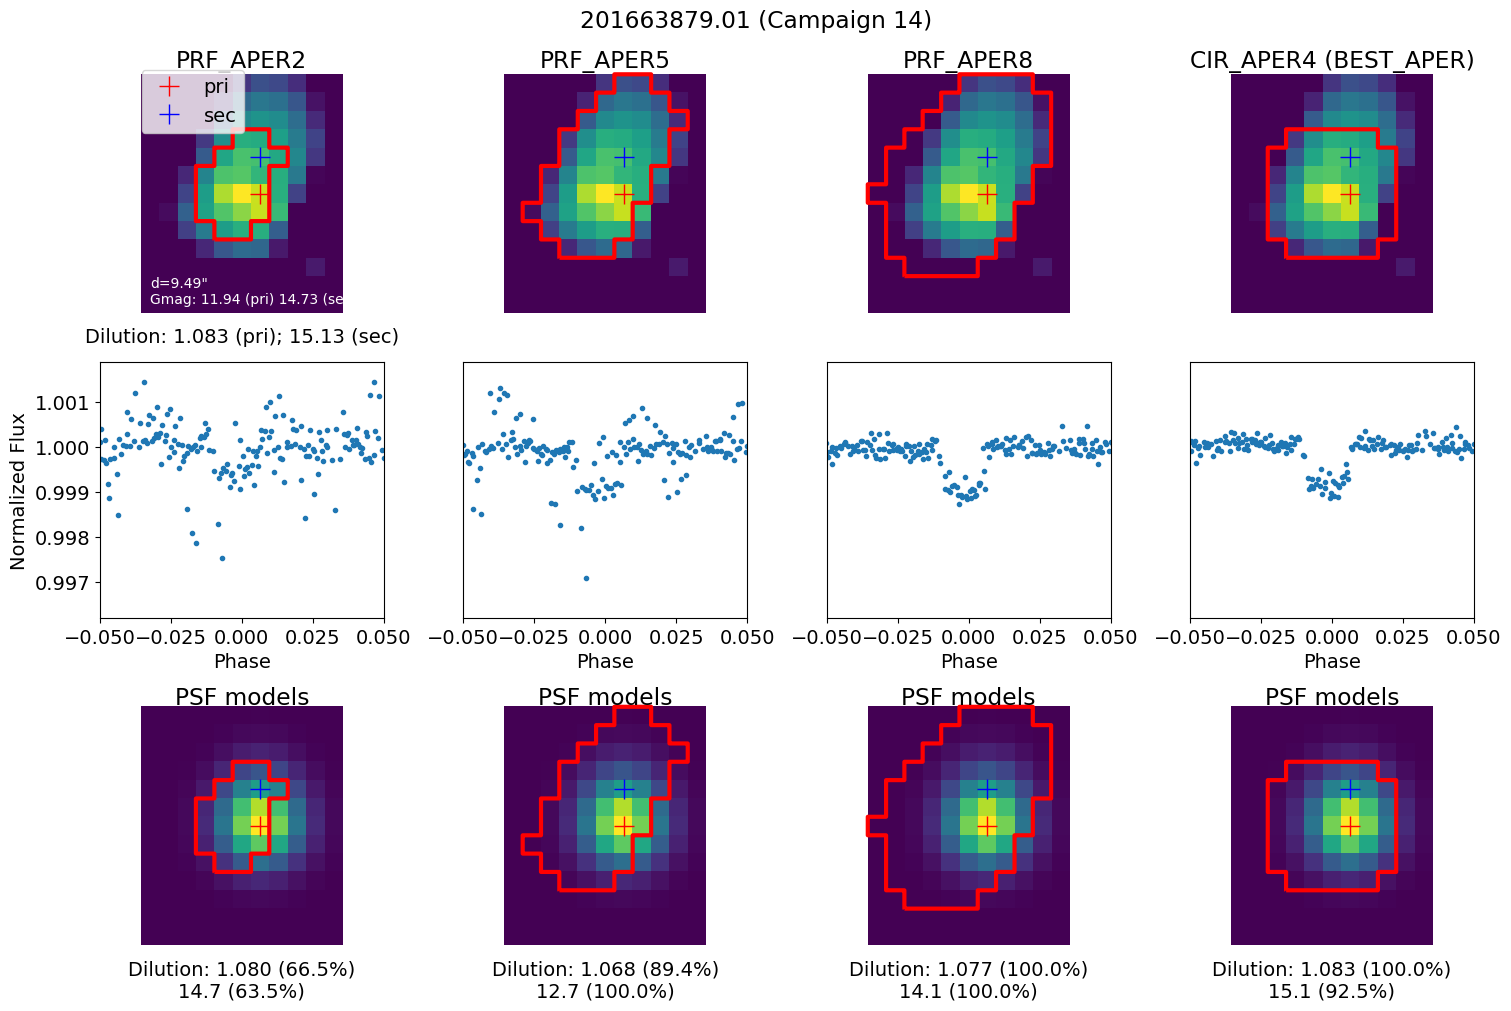 201663879.01 (Campaign 14)
PRF_APER2
PRF_APER5
PRF_APER8
CIR_APER4 (BEST_APER)
pri
sec
d=9.49"
Gmag: 11.94 (pri) 14.73 (se
Dilution: 1.083 (pri); 15.13 (sec)
Normalized Flux
1.001
1.000
0.999
0.998
0.997
−0.050 −0.025 0.000 0.025 0.050
Phase
−0.050 −0.025 0.000 0.025 0.050
Phase
−0.050 −0.025 0.000 0.025 0.050
Phase
−0.050 −0.025 0.000 0.025 0.050
Phase
PSF models
PSF models
PSF models
PSF models
Dilution: 1.080 (66.5%)
14.7 (63.5%)
Dilution: 1.068 (89.4%)
12.7 (100.0%)
Dilution: 1.077 (100.0%)
14.1 (100.0%)
Dilution: 1.083 (100.0%)
15.1 (92.5%)